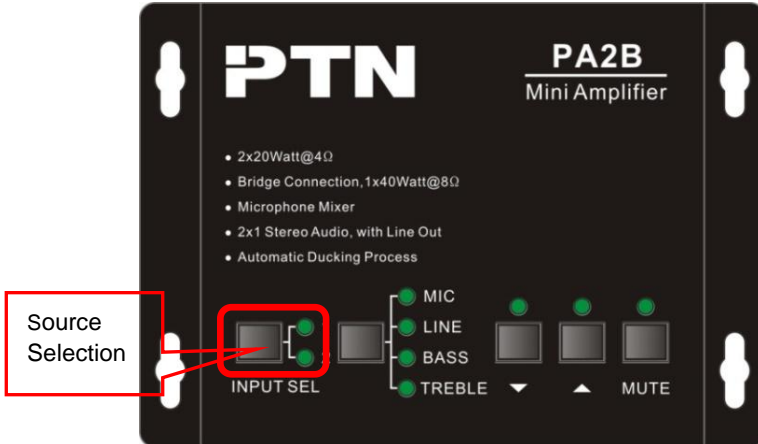 PTN
PA2B
Mini Amplifier
• 2x20Watt@4Ω
• Bridge Connection,1x40Watt@8Ω
• Microphone Mixer
• 2x1 Stereo Audio, with Line Out
• Automatic Ducking Process
Source
Selection
MIC
LINE
2
BASS
INPUT SEL
TREBLE
MUTE